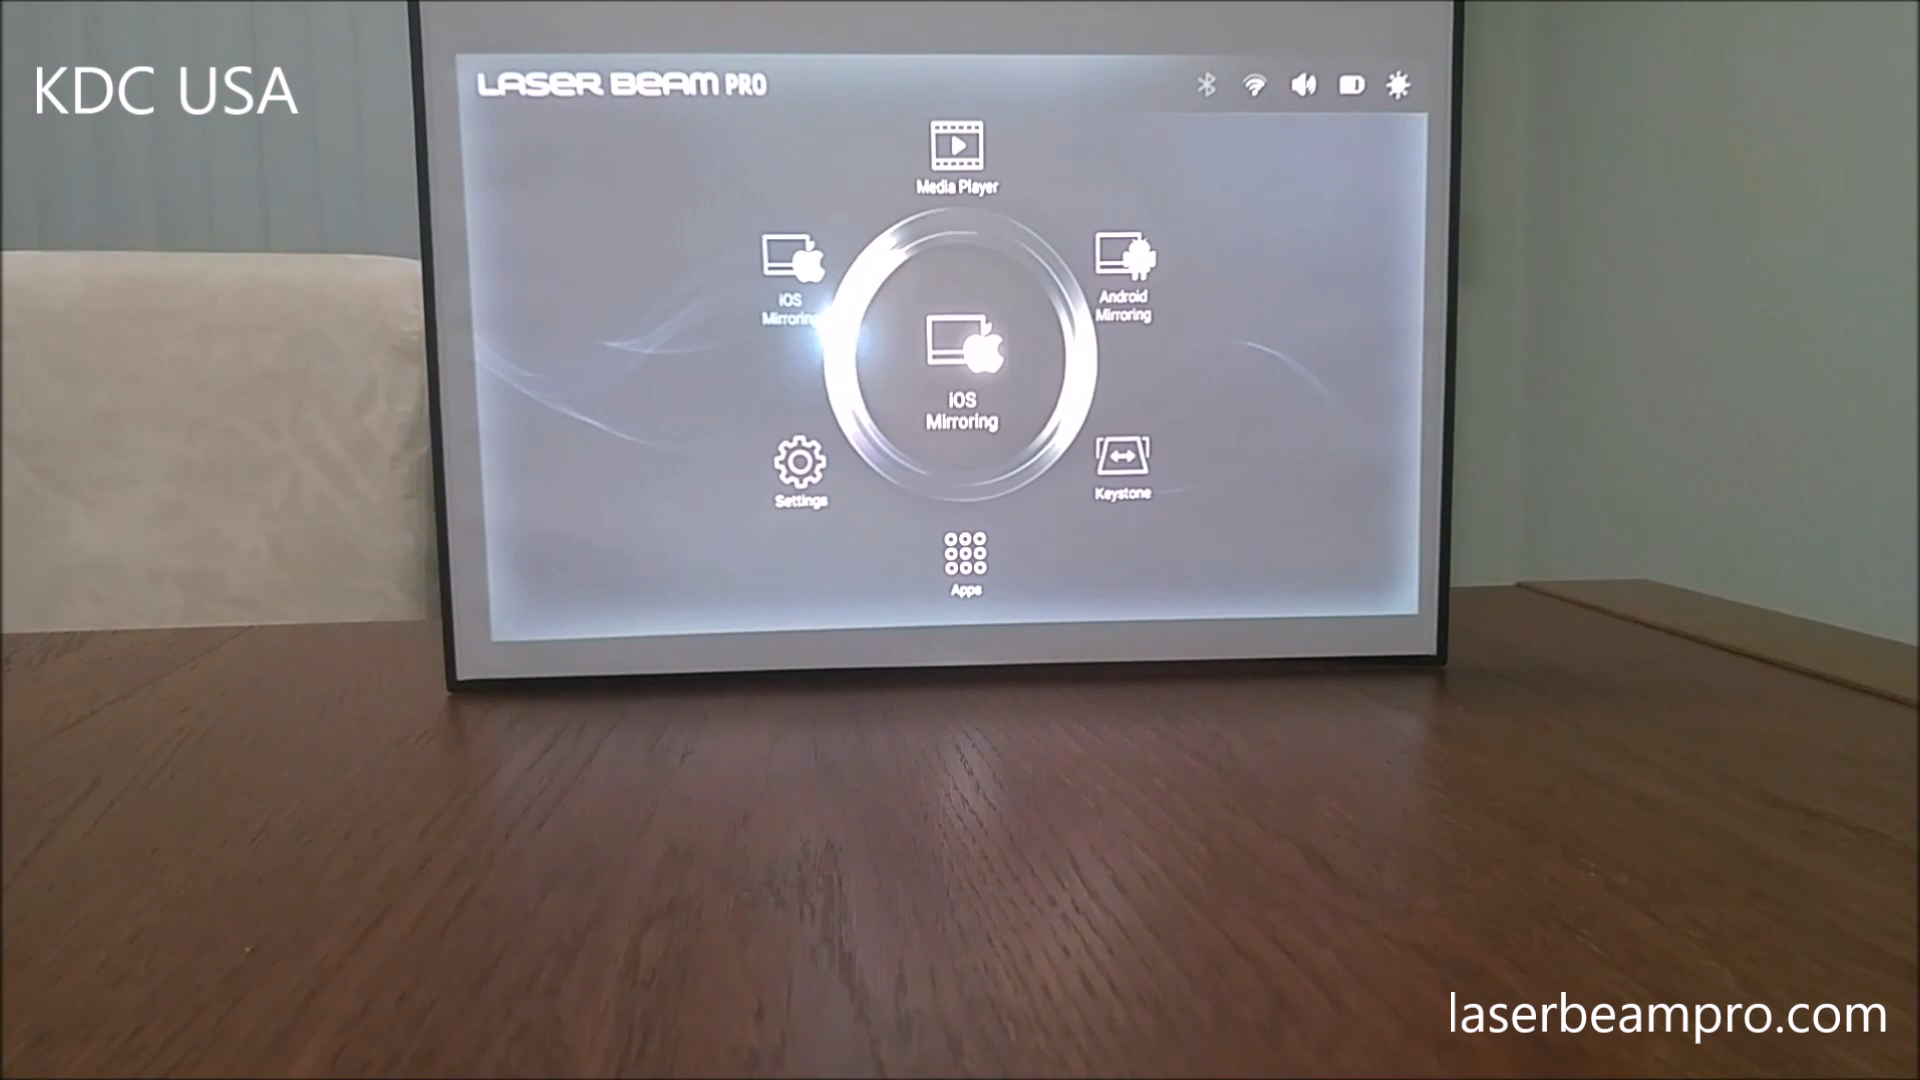 KDC USA
LASER BEAM PRO
Media Player
iOS
Mirroring
Android
Mirroring
iOS
Mirroring
Settings
Keystone
Apps
laserbeampro.com